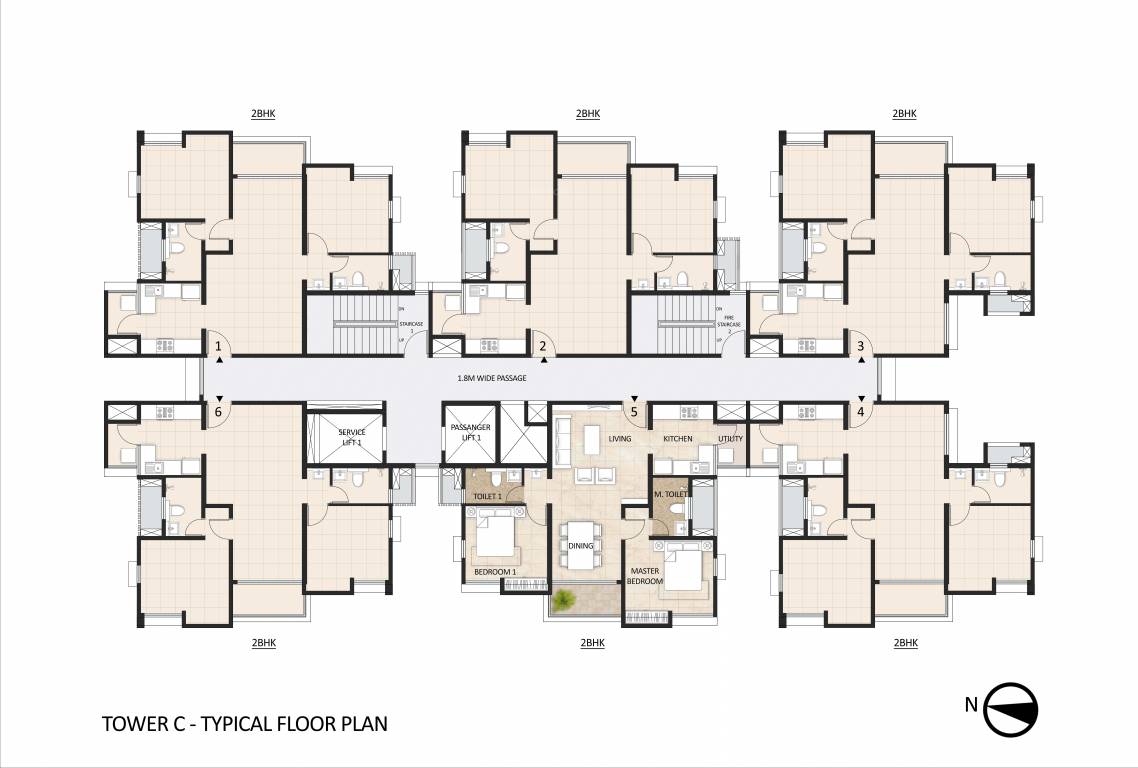 2BHK
2BHK
2BHK
DN
STAIRCASE
1
UP
DN
FIRE
STAIRCASE
2
UP
1
2
3
1.8M WIDE PASSAGE
6
5
4
SERVICE
LIFT 1
PASSANGER
LIFT 1
LIVING
KITCHEN
UTILITY
TOILET 1
M. TOILET
DINING
BEDROOM 1
MASTER
BEDROOM
2BHK
2BHK
2BHK
N
TOWER C - TYPICAL FLOOR PLAN